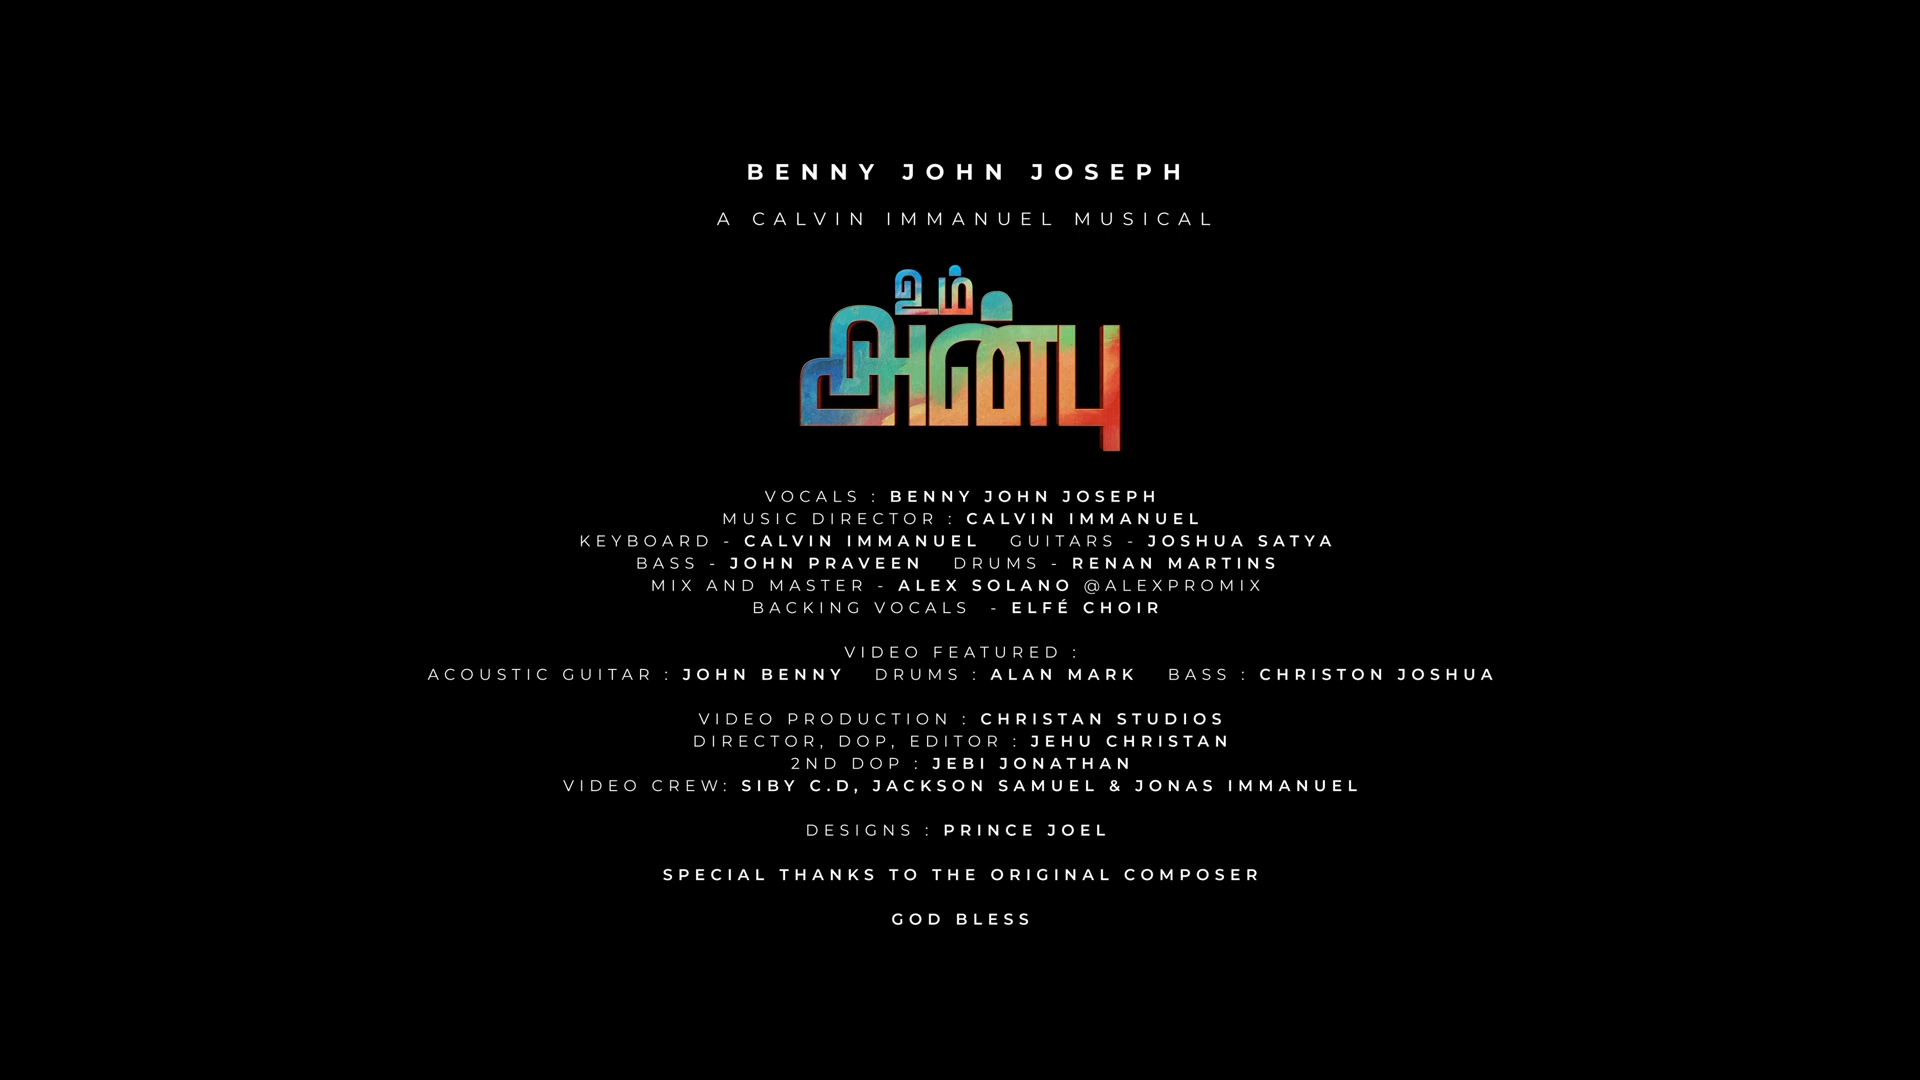 BENNY JOHN JOSEPH
A CALVIN IMMANUEL MUSICAL
உம்
அன்பு
VOCALS : BENNY JOHN JOSEPH
MUSIC DIRECTOR : CALVIN IMMANUEL
KEYBOARD - CALVIN IMMANUEL GUITARS - JOSHUA SATYA
BASS - JOHN PRAVEEN DRUMS - RENAN MARTINS
MIX AND MASTER - ALEX SOLANO @ALEXPROMIX
BACKING VOCALS - ELFÉ CHOIR
VIDEO FEATURED :
ACOUSTIC GUITAR : JOHN BENNY DRUMS : ALAN MARK BASS : CHRISTON JOSHUA
VIDEO PRODUCTION : CHRISTAN STUDIOS
DIRECTOR, DOP, EDITOR : JEHU CHRISTAN
2ND DOP : JEBI JONATHAN
VIDEO CREW: SIBY C.D, JACKSON SAMUEL & JONAS IMMANUEL
DESIGNS : PRINCE JOEL
SPECIAL THANKS TO THE ORIGINAL COMPOSER
GOD BLESS